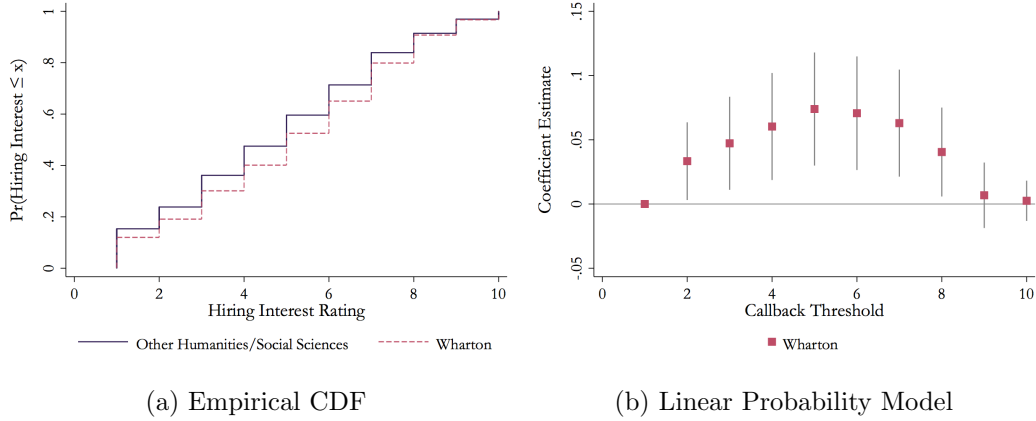 Pr(Hiring Interest ≤ x)
1
.8
.6
.4
.2
0
0 2 4 6 8 10
Hiring Interest Rating
Other Humanities/Social Sciences Wharton
(a) Empirical CDF
Coefficient Estimate
.15
.1
.05
0
-.05
0 2 4 6 8 10
Callback Threshold
Wharton
(b) Linear Probability Model